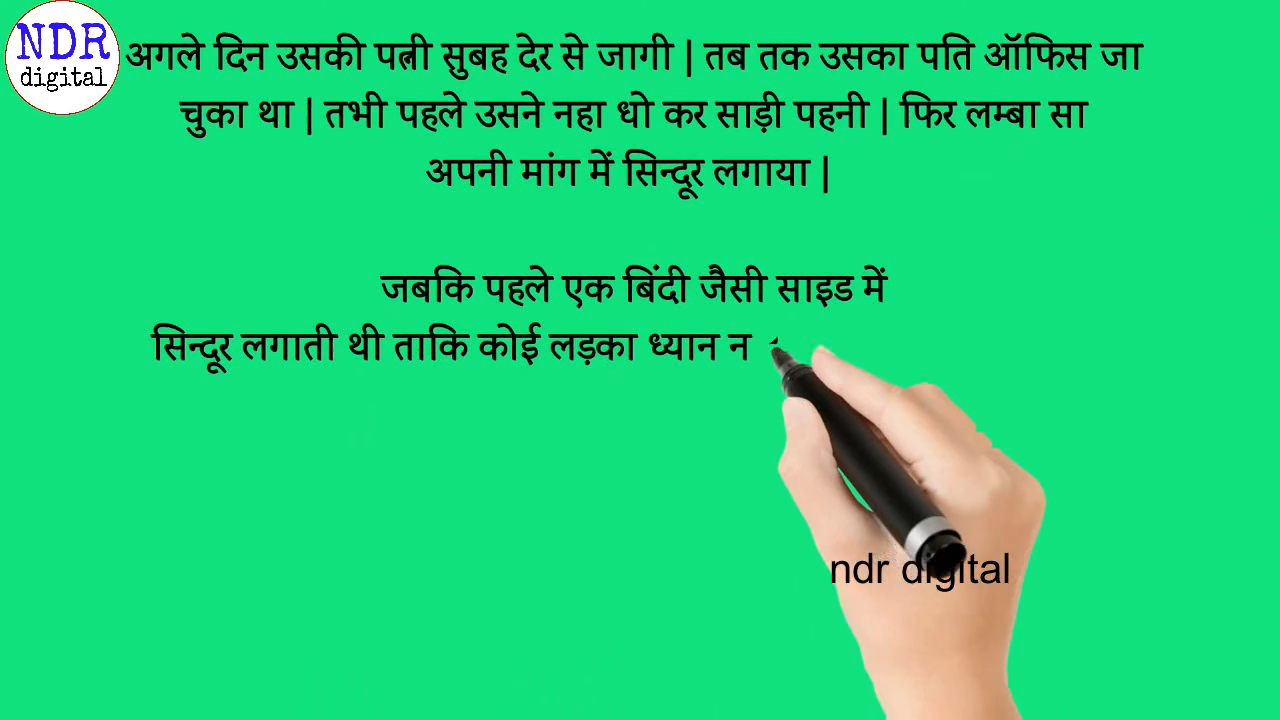 NDR
digital
अगले दिन उसकी पत्नी सुबह देर से जागी | तब तक उसका पति ऑफिस जा
चुका था | तभी पहले उसने नहा धो कर साड़ी पहनी | फिर लम्बा सा
अपनी मांग में सिन्दूर लगाया |
जबकि पहले एक बिंदी जैसी साइड में
सिन्दूर लगाती थी ताकि कोई लड़का ध्यान न
ndr digital